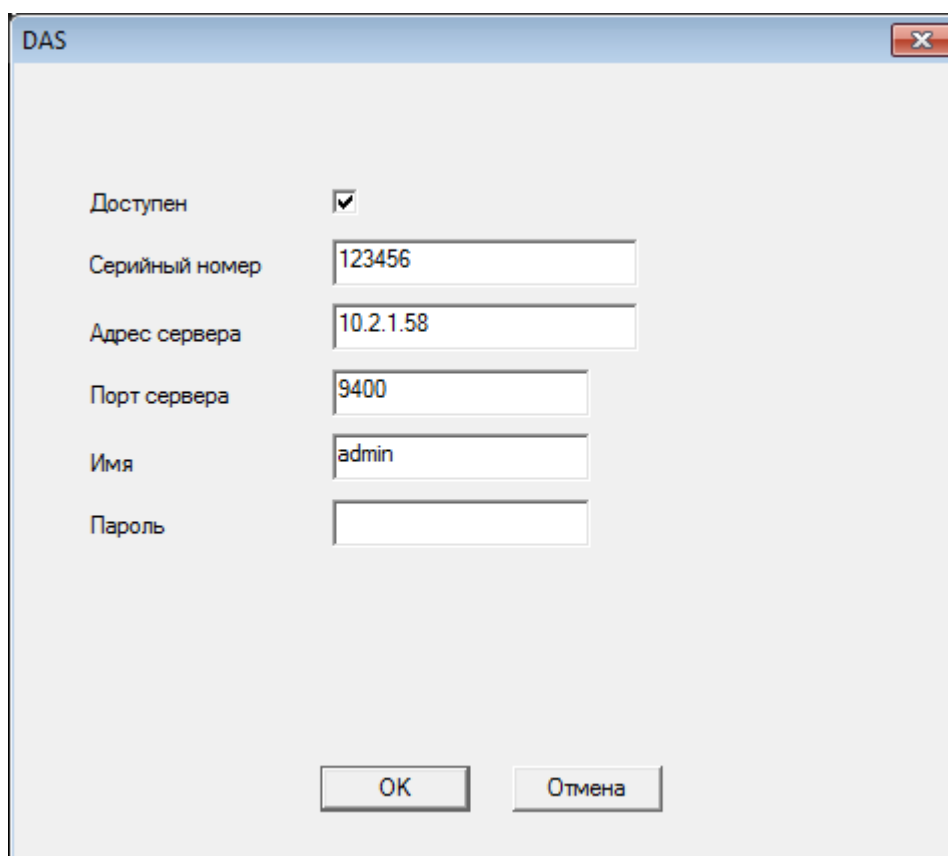 DAS
Доступен
Серийный номер 123456
Адрес сервера 10.2.1.58
Порт сервера 9400
Имя admin
Пароль
OK Отмена